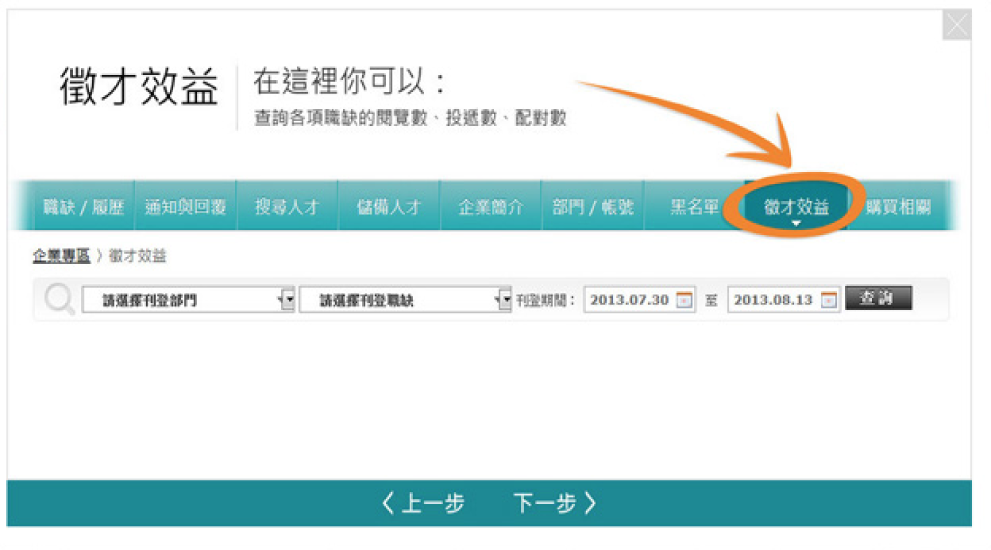 徵才效益
在這裡你可以：
查詢各項職缺的閱覽數、投遞數、配對數
職缺 / 履歷 通知與回覆 搜尋人才 儲備人才 企業簡介 部門 / 帳號 黑名單 徵才效益 購買相關
企業專區 〉徵才效益
請選擇刊登部門 請選擇刊登職缺 刊登期間： 2013.07.30 至 2013.08.13 查詢
〈 上一步 下一步 〉